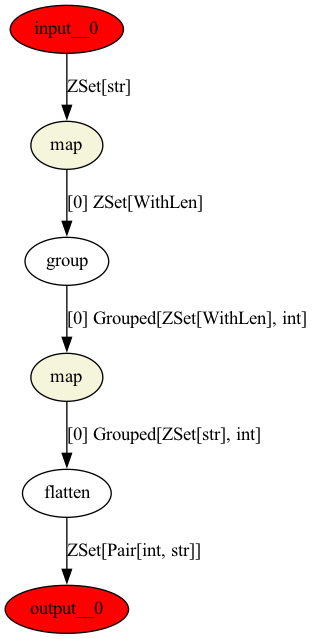 input__0
ZSet[str]
map
[0] ZSet[WithLen]
group
[0] Grouped[ZSet[WithLen], int]
map
[0] Grouped[ZSet[str], int]
flatten
ZSet[Pair[int, str]]
output__0